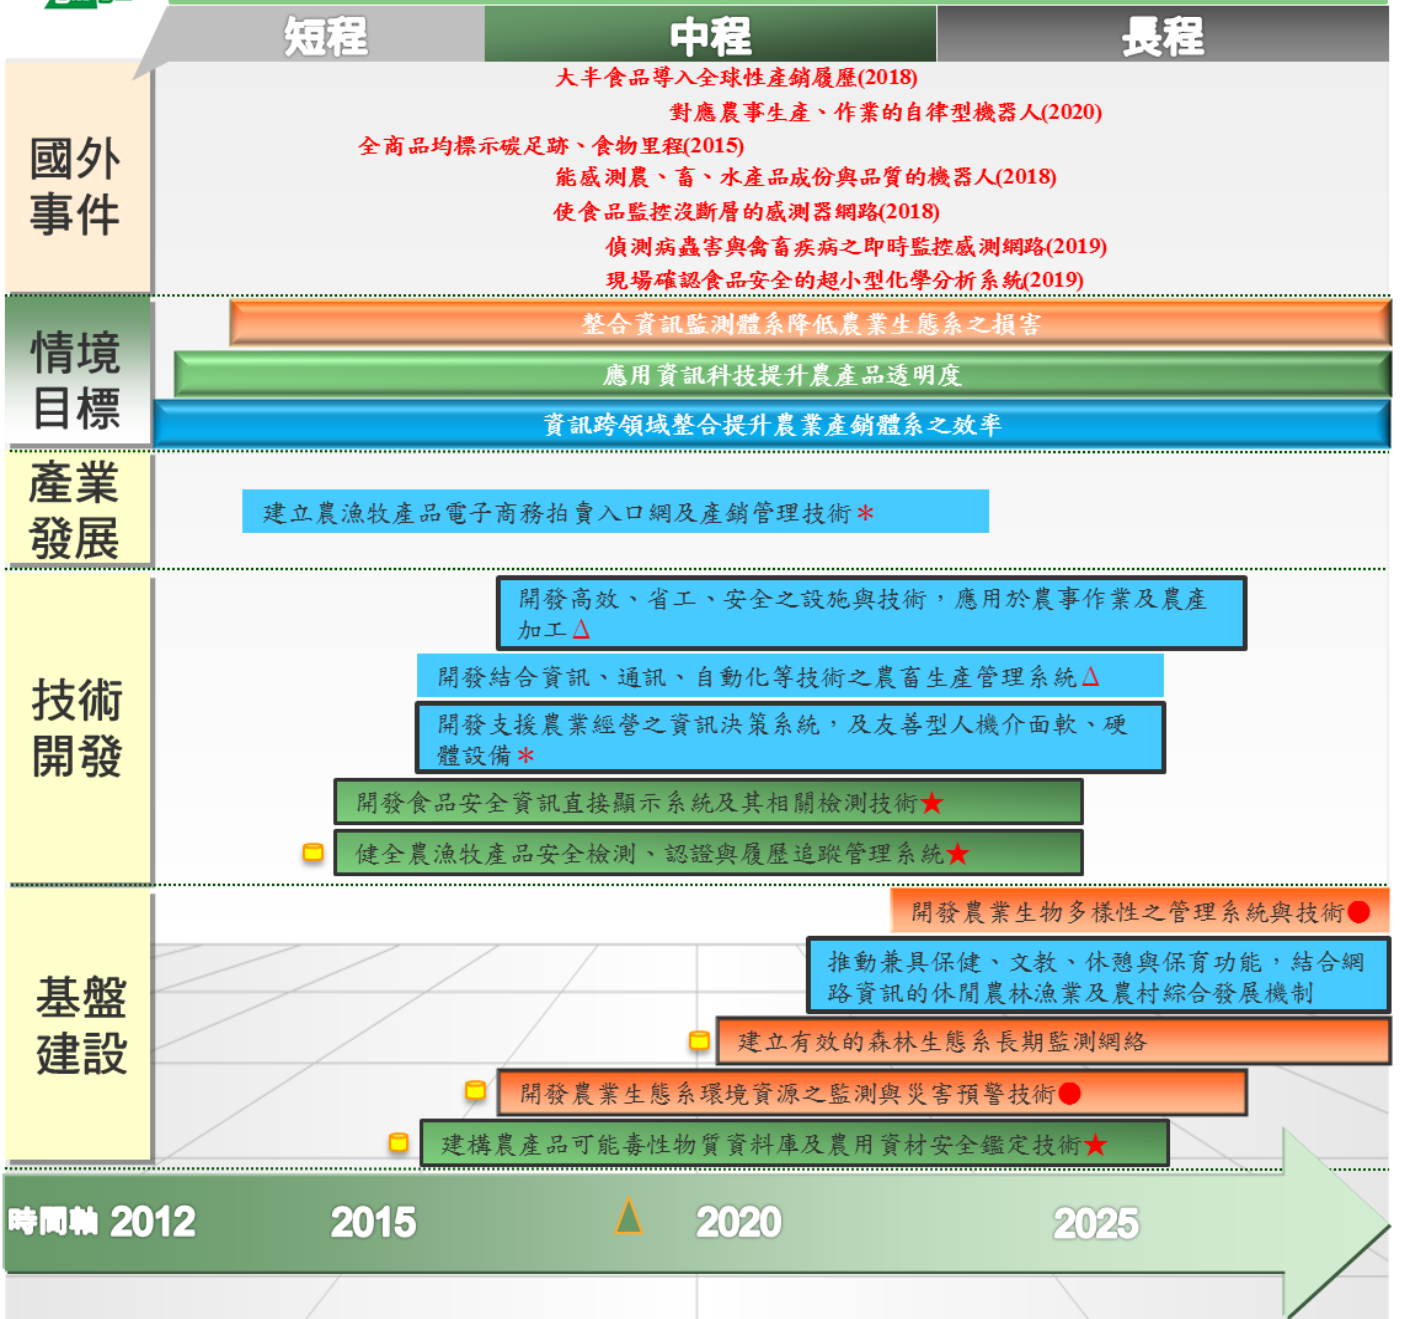 短程
中程
長程
國外
事件
大半食品導入全球性產銷履歷(2018)
對應農事生產、作業的自律型機器人(2020)
全商品均標示碳足跡、食物里程(2015)
能感測農、畜、水產品成份與品質的機器人(2018)
使食品監控沒斷層的感測器網路(2018)
偵測病蟲害與禽畜疾病之即時監控感測網路(2019)
現場確認食品安全的超小型化學分析系統(2019)
情境
目標
整合資訊監測體系降低農業生態系之損害
應用資訊科技提升農產品透明度
資訊跨領域整合提升農業產銷體系之效率
產業
發展
建立農漁牧產品電子商務拍賣入口網及產銷管理技術＊
技術
開發
開發高效、省工、安全之設施與技術，應用於農事作業及農產
加工Δ
開發結合資訊、通訊、自動化等技術之農畜生產管理系統Δ
開發支援農業經營之資訊決策系統，及友善型人機介面軟、硬
體設備＊
開發食品安全資訊直接顯示系統及其相關檢測技術★
健全農漁牧產品安全檢測、認證與履歷追蹤管理系統★
基盤
建設
開發農業生物多樣性之管理系統與技術●
推動兼具保健、文教、休憩與保育功能，結合網
路資訊的休閒農林漁業及農村綜合發展機制
建立有效的森林生態系長期監測網絡
開發農業生態系環境資源之監測與災害預警技術●
建構農產品可能毒性物質資料庫及農用資材安全鑑定技術★
時間軸 2012 2015 2020 2025